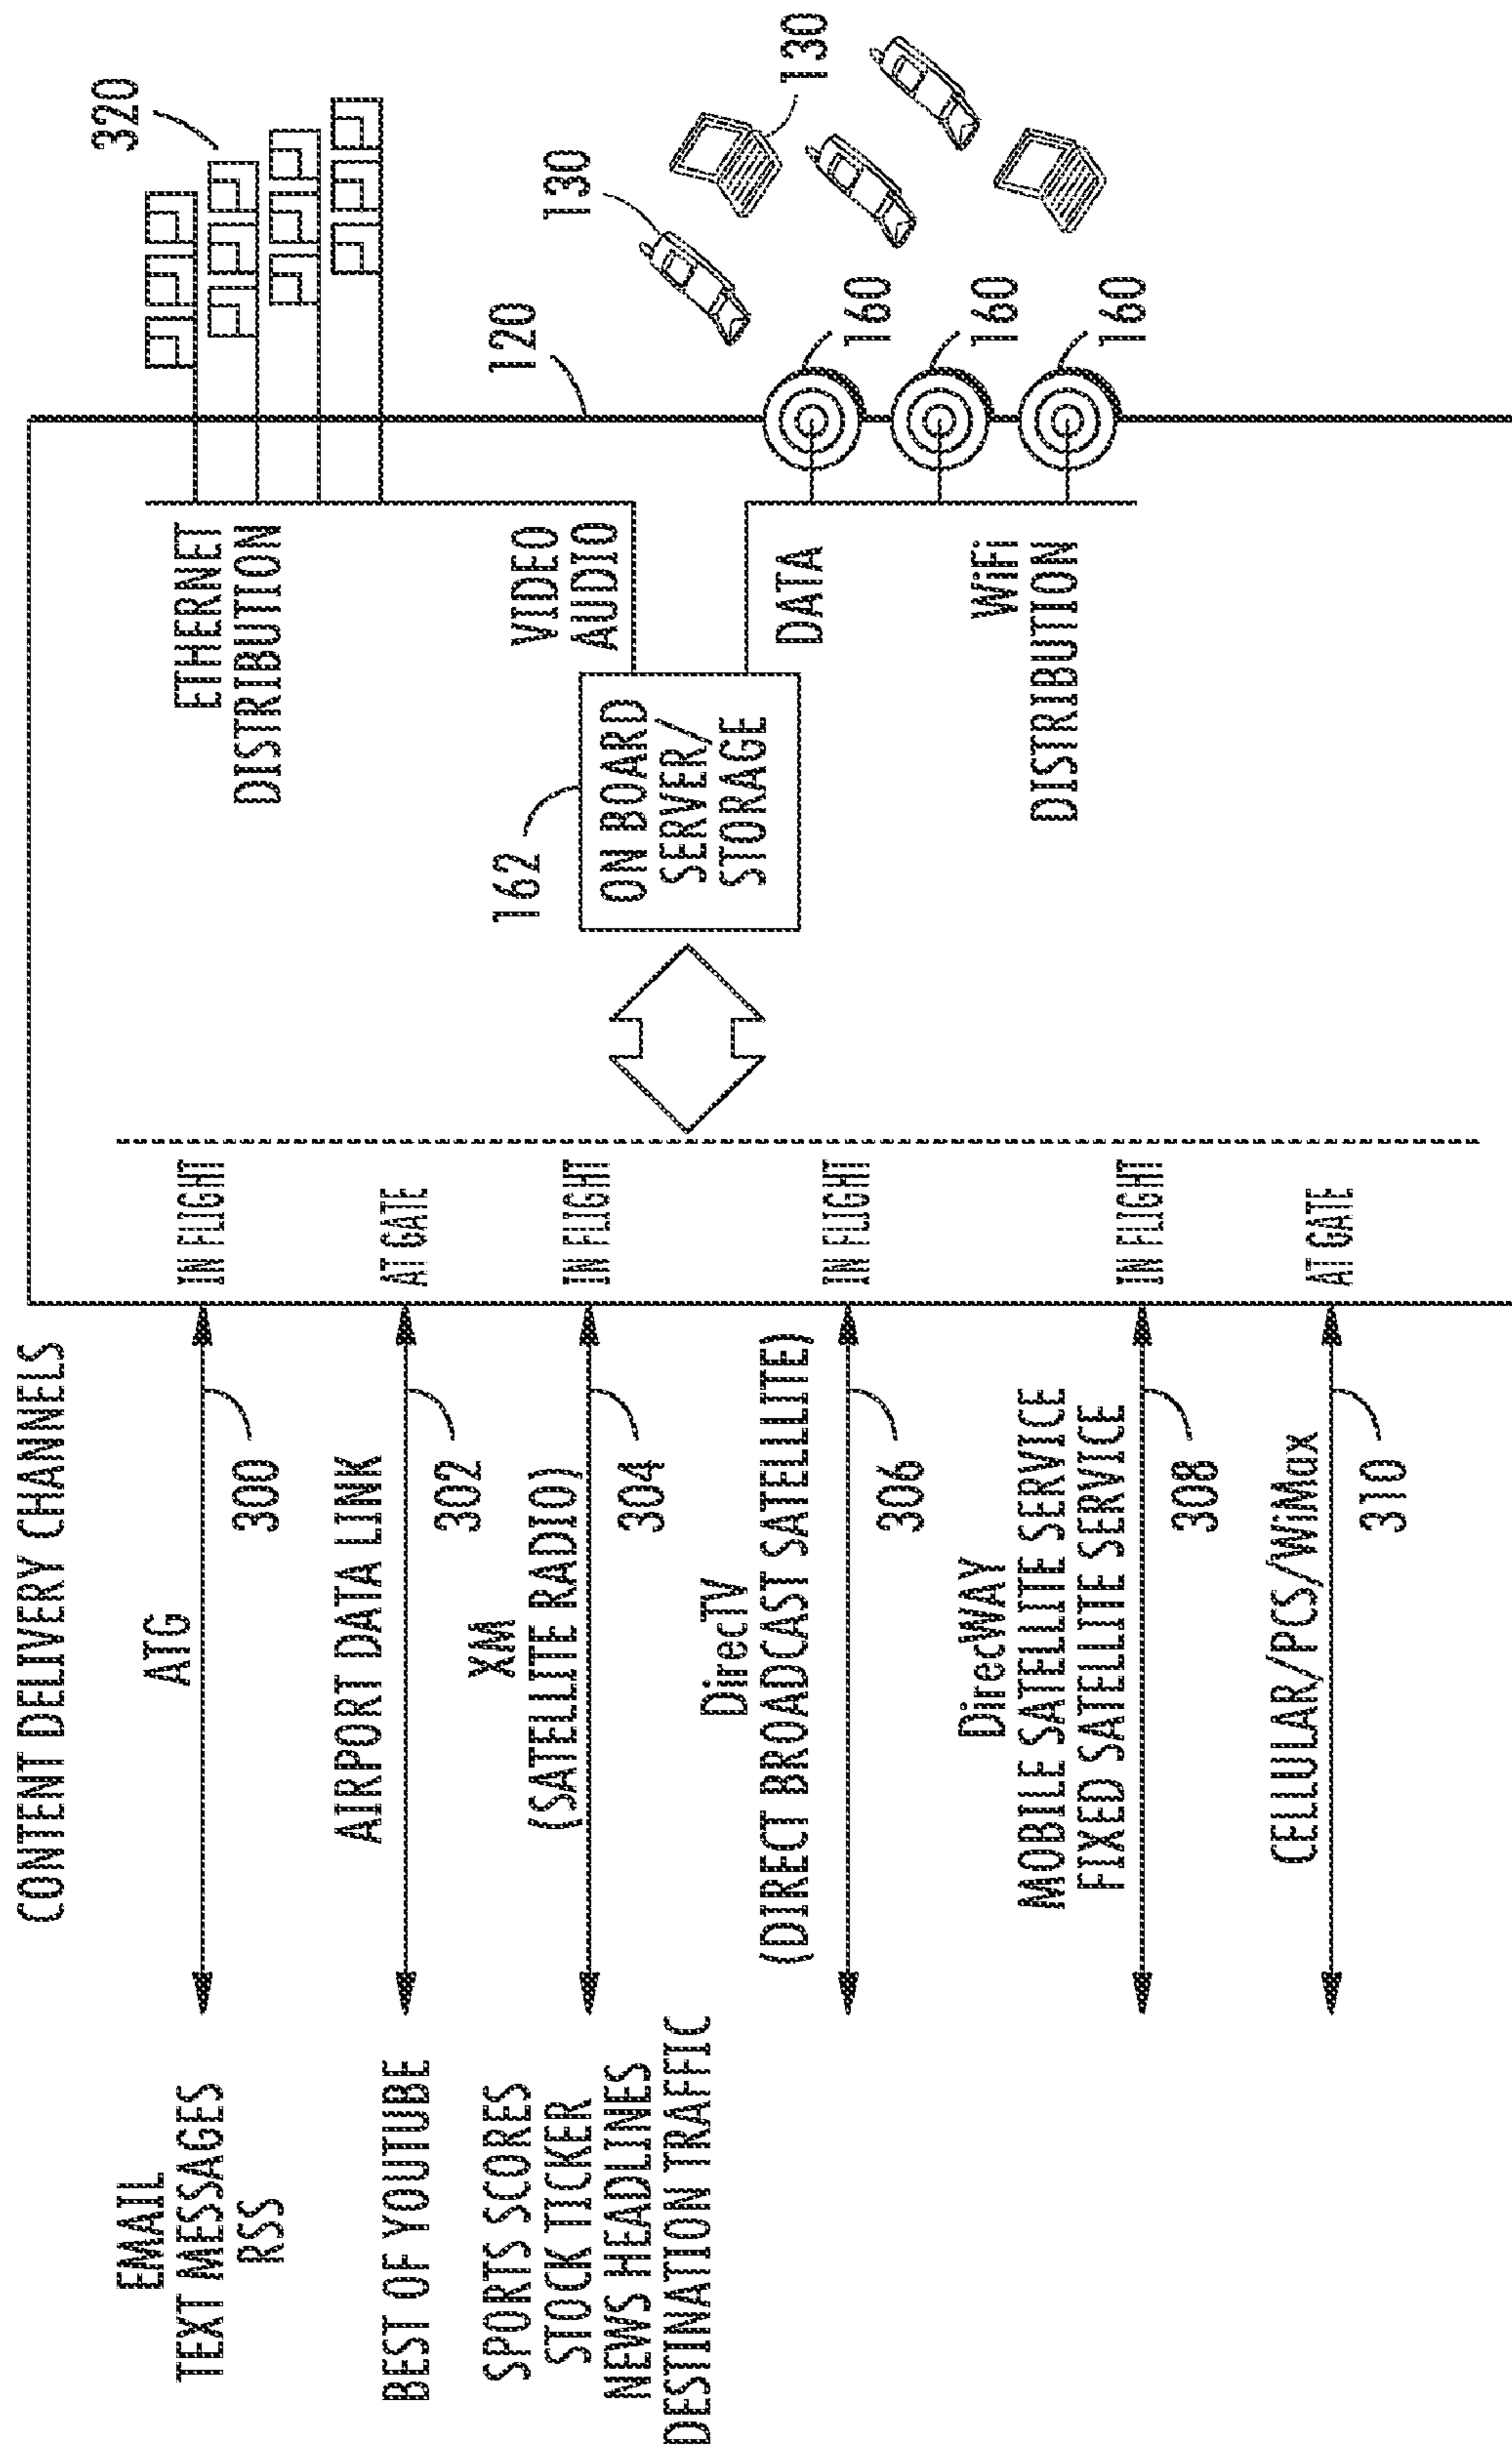 CONTENT DELIVERY CHANNELS
EMAIL
TEXT MESSAGES
RSS
ATG
300
IN FLIGHT
BEST OF YOUTUBE
AIRPORT DATA LINK
302
AT GATE
SPORTS SCORES
STOCK TICKER
NEWS HEADLINES
DESTINATION TRAFFIC
XM
(SATELLITE RADIO)
304
IN FLIGHT
DirecTV
(DIRECT BROADCAST SATELLITE)
306
IN FLIGHT
DirecWAY
MOBILE SATELLITE SERVICE
FIXED SATELLITE SERVICE
308
IN FLIGHT
CELLULAR/PCS/WiMax
310
AT GATE
162
ON BOARD
SERVER/
STORAGE
ETHERNET
DISTRIBUTION
320
VIDEO
AUDIO
120
130
130
DATA
160
160
160
WiFi
DISTRIBUTION